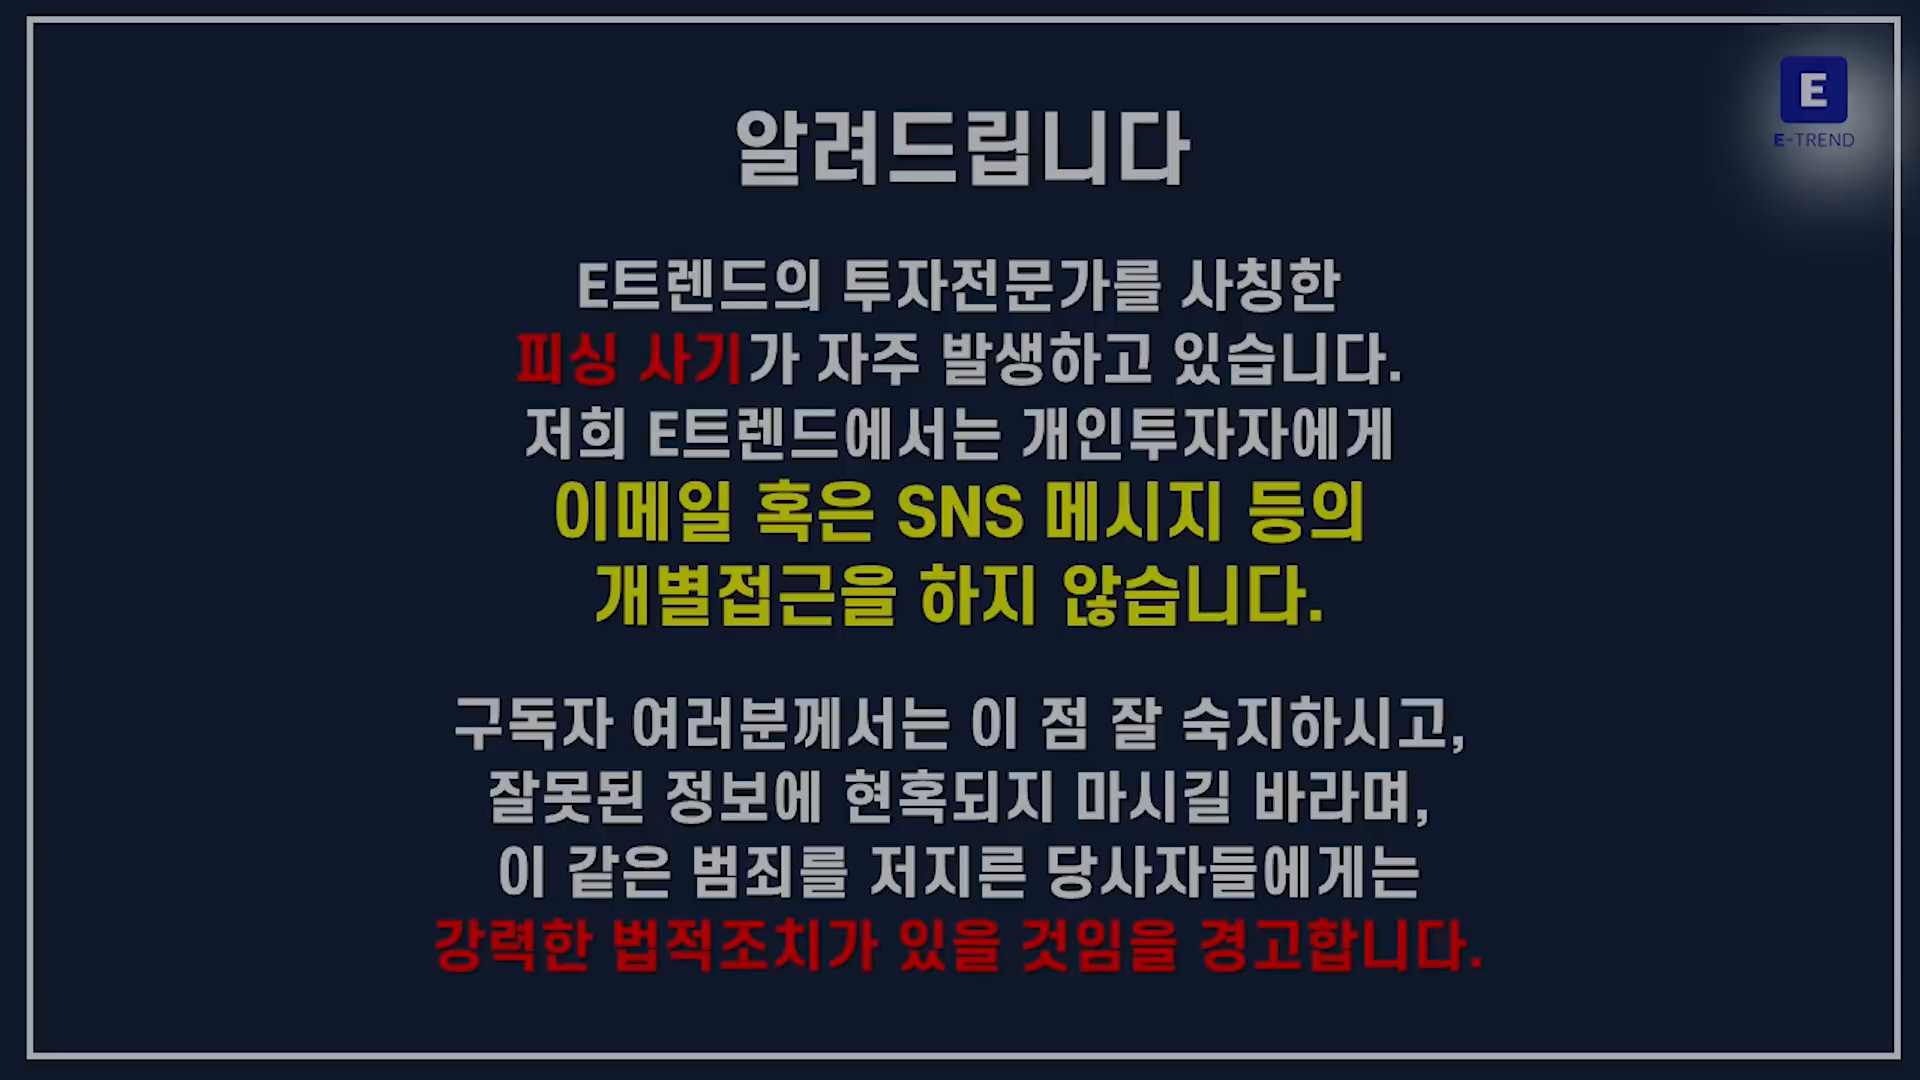 E
E-TREND
알려드립니다
E트렌드의 투자전문가를 사칭한
피싱 사기가 자주 발생하고 있습니다.
저희 E트렌드에서는 개인투자자에게
이메일 혹은 SNS 메시지 등의
개별접근을 하지 않습니다.
구독자 여러분께서는 이 점 잘 숙지하시고,
잘못된 정보에 현혹되지 마시길 바라며,
이 같은 범죄를 저지른 당사자들에게는
강력한 법적조치가 있을 것임을 경고합니다.